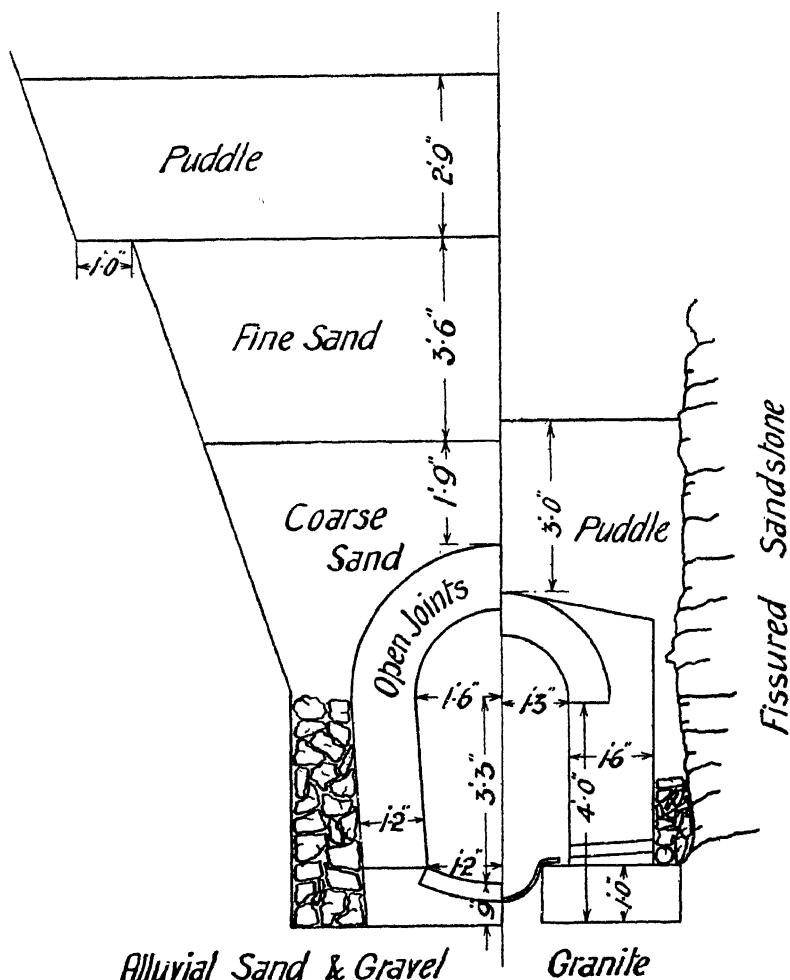 Puddle
2'·9"
1'·0"
Fine Sand
3'·6"
Coarse
Sand
1'·9"
3'·0"
Puddle
Fissured Sandstone
Open Joints
1'·6"
1'·3"
3'·3"
4'·0"
1'·6"
1'·2"
1'·2"
9"
1'·0"
Alluvial Sand & Gravel
Granite